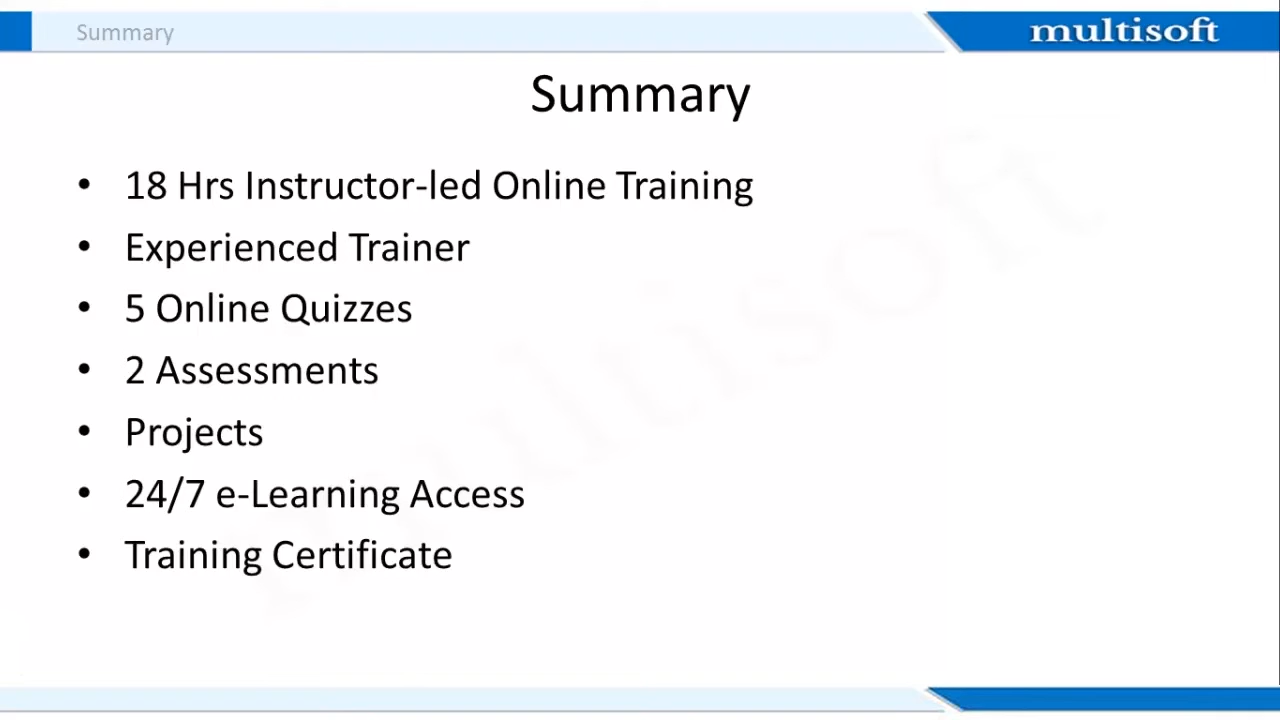 Summary
multisoft
Summary
• 18 Hrs Instructor-led Online Training
• Experienced Trainer
• 5 Online Quizzes
• 2 Assessments
• Projects
• 24/7 e-Learning Access
• Training Certificate
multisoft